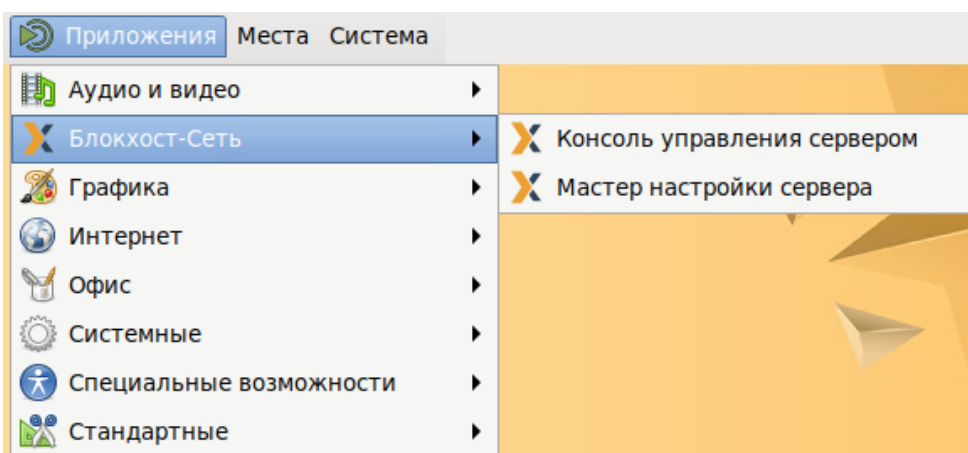 Приложения Места Система
Аудио и видео
Блокхост-Сеть
Консоль управления сервером
Графика
Мастер настройки сервера
Интернет
Офис
Системные
Специальные возможности
Стандартные